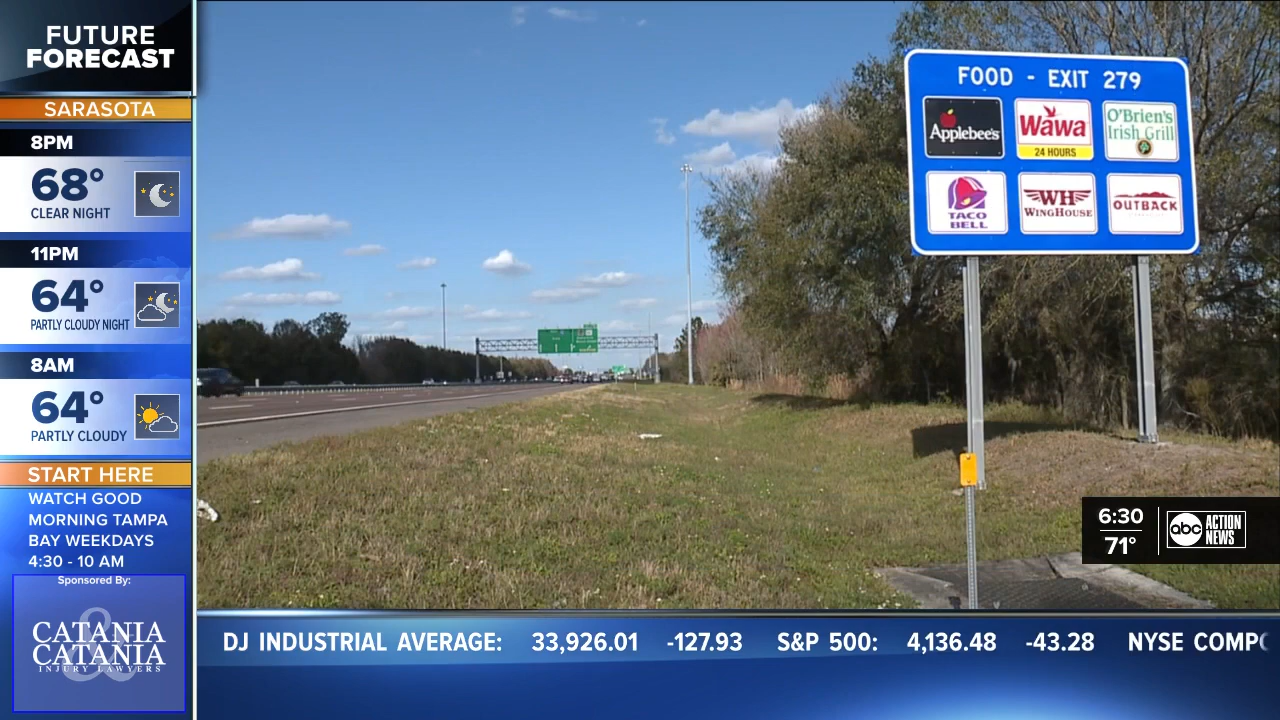 FUTURE
FORECAST
SARASOTA
8PM
68°
CLEAR NIGHT
11PM
64°
PARTLY CLOUDY NIGHT
8AM
64°
PARTLY CLOUDY
START HERE
WATCH GOOD
MORNING TAMPA
BAY WEEKDAYS
4:30 - 10 AM
Sponsored By:
CATANIA
&
CATANIA
INJURY LAWYERS
FOOD - EXIT 279
Applebee's
Wawa
24 HOURS
O'BRIEN'S
Irish Grill
TACO
BELL
WH
WINGHOUSE
OUTBACK
6:30
71°
abc
ACTION
NEWS
DJ INDUSTRIAL AVERAGE: 33,926.01 -127.93 S&P 500: 4,136.48 -43.28 NYSE COMP